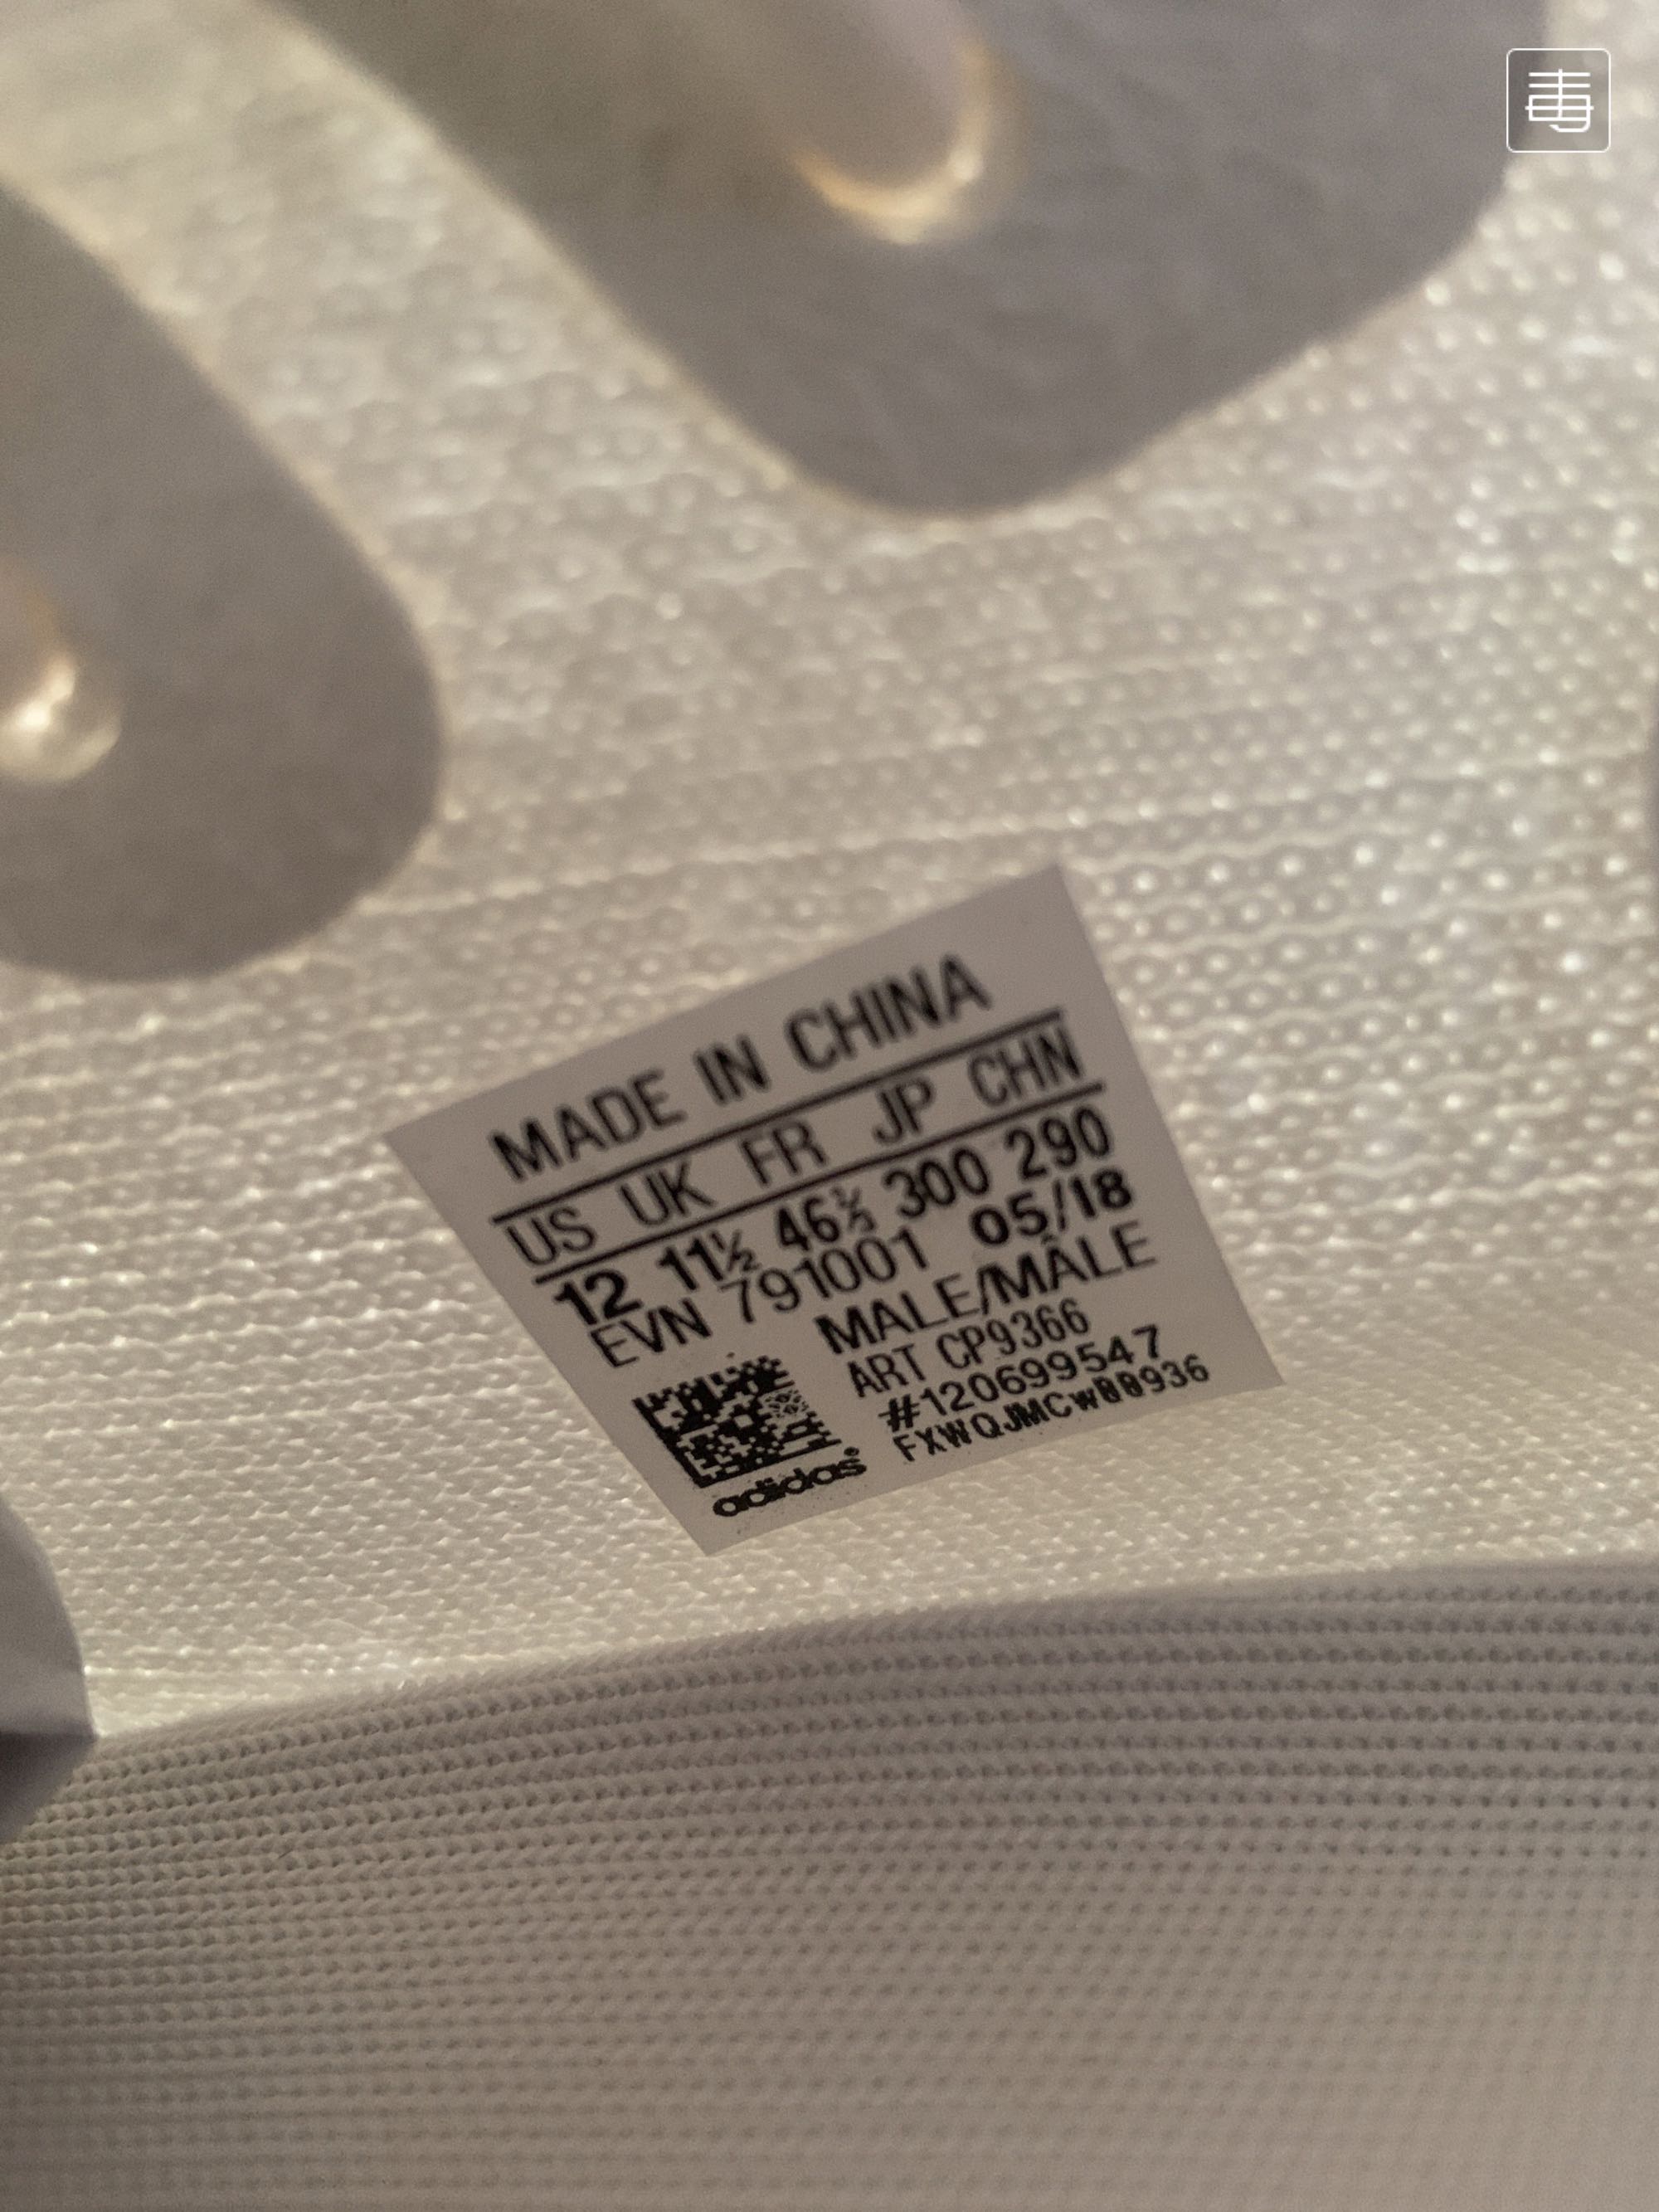 毒
MADE IN CHINA
US UK FR JP CHN
12 11½ 46⅔ 300 290
EVN 791001 05/18
MALE/MÂLE
ART CP9366
#120699547
FXWQJMCW00936
adidas®